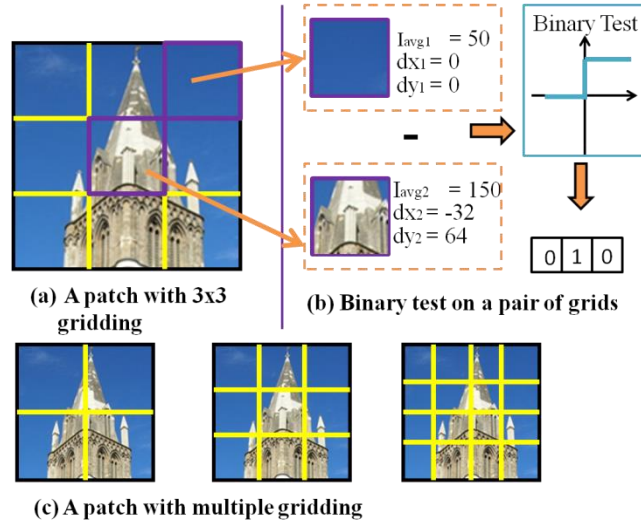 Iavg1 = 50
dx1 = 0
dy1 = 0
Binary Test
-
Iavg2 = 150
dx2 = -32
dy2 = 64
0 1 0
(a) A patch with 3x3
gridding
(b) Binary test on a pair of grids
(c) A patch with multiple gridding